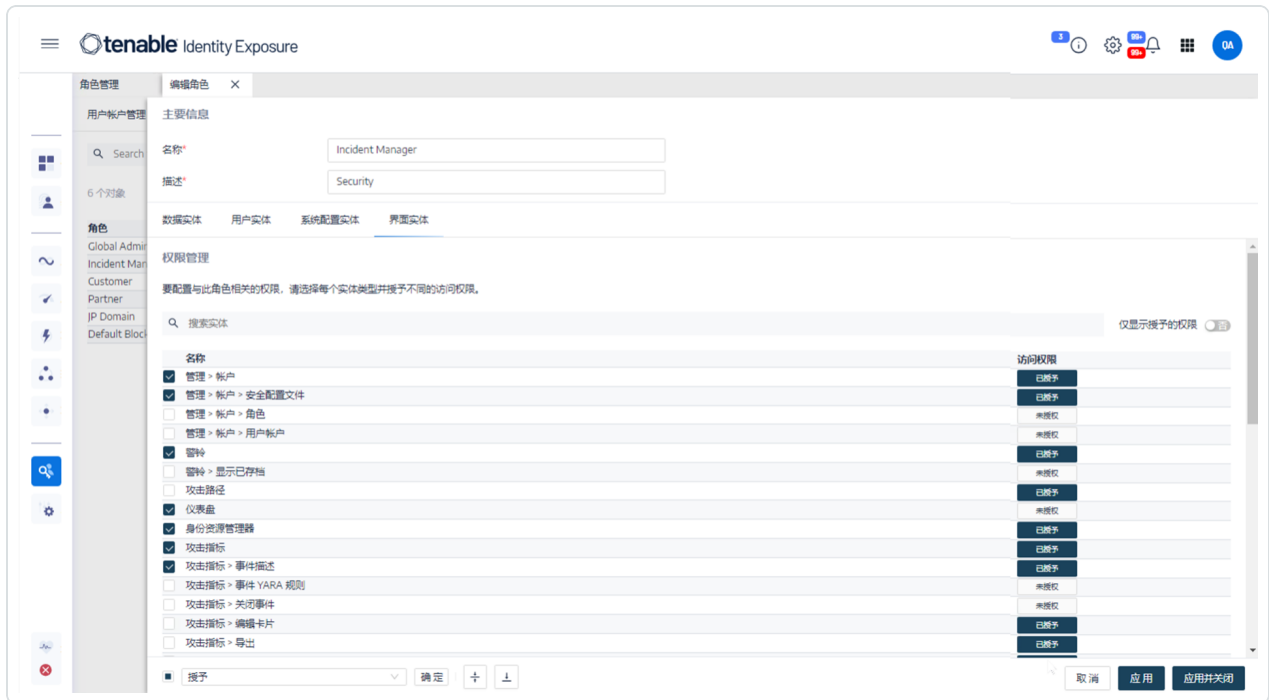 tenable Identity Exposure
3
99+
99+
QA
角色管理
编辑角色
用户帐户管理
主要信息
Search
名称*
Incident Manager
描述*
Security
6 个对象
数据实体 用户实体 系统配置实体 界面实体
角色
Global Admin
Incident Man
Customer
Partner
JP Domain
Default Block
权限管理
要配置与此角色相关的权限，请选择每个实体类型并授予不同的访问权限。
搜索实体
仅显示授予的权限
名称 访问权限
管理 > 帐户 已授予
管理 > 帐户 > 安全配置文件 已授予
管理 > 帐户 > 角色 未授权
管理 > 帐户 > 用户帐户 未授权
警铃 已授予
警铃 > 显示已存档 未授权
攻击路径 已授予
仪表盘 未授权
身份资源管理器 已授予
攻击指标 已授予
攻击指标 > 事件描述 已授予
攻击指标 > 事件 YARA 规则 未授权
攻击指标 > 关闭事件 未授权
攻击指标 > 编辑卡片 已授予
攻击指标 > 导出 已授予
授予 确定 取消 应用 应用并关闭